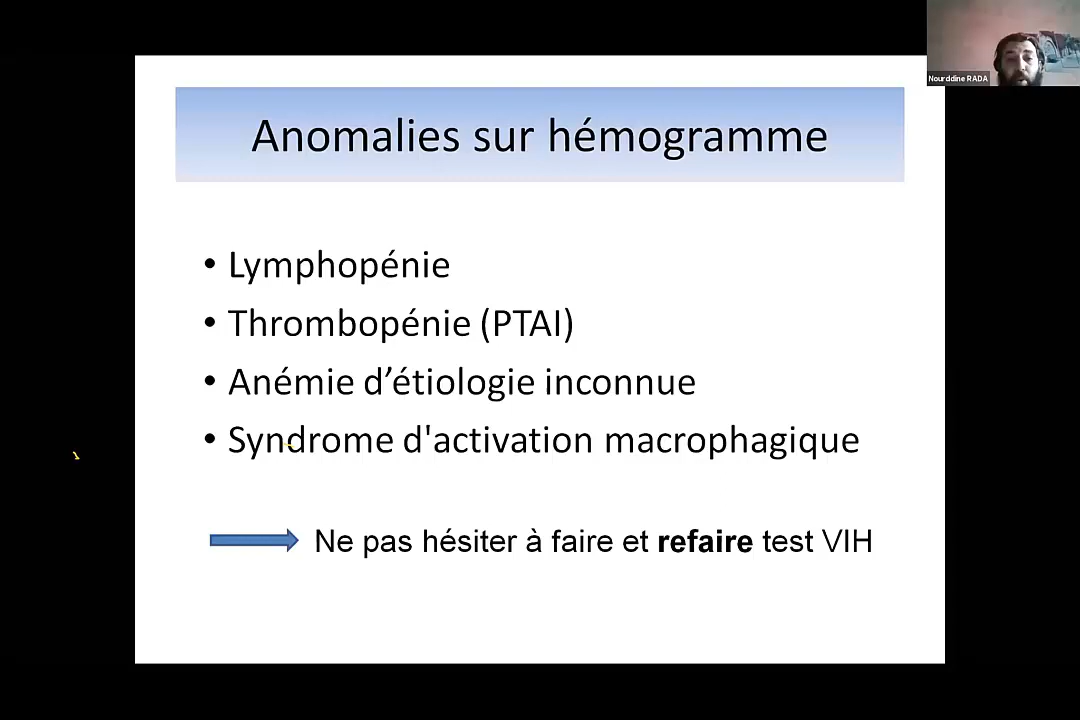 Nourddine RADA
Anomalies sur hémogramme
• Lymphopénie
• Thrombopénie (PTAI)
• Anémie d’étiologie inconnue
• Syndrome d'activation macrophagique
Ne pas hésiter à faire et refaire test VIH